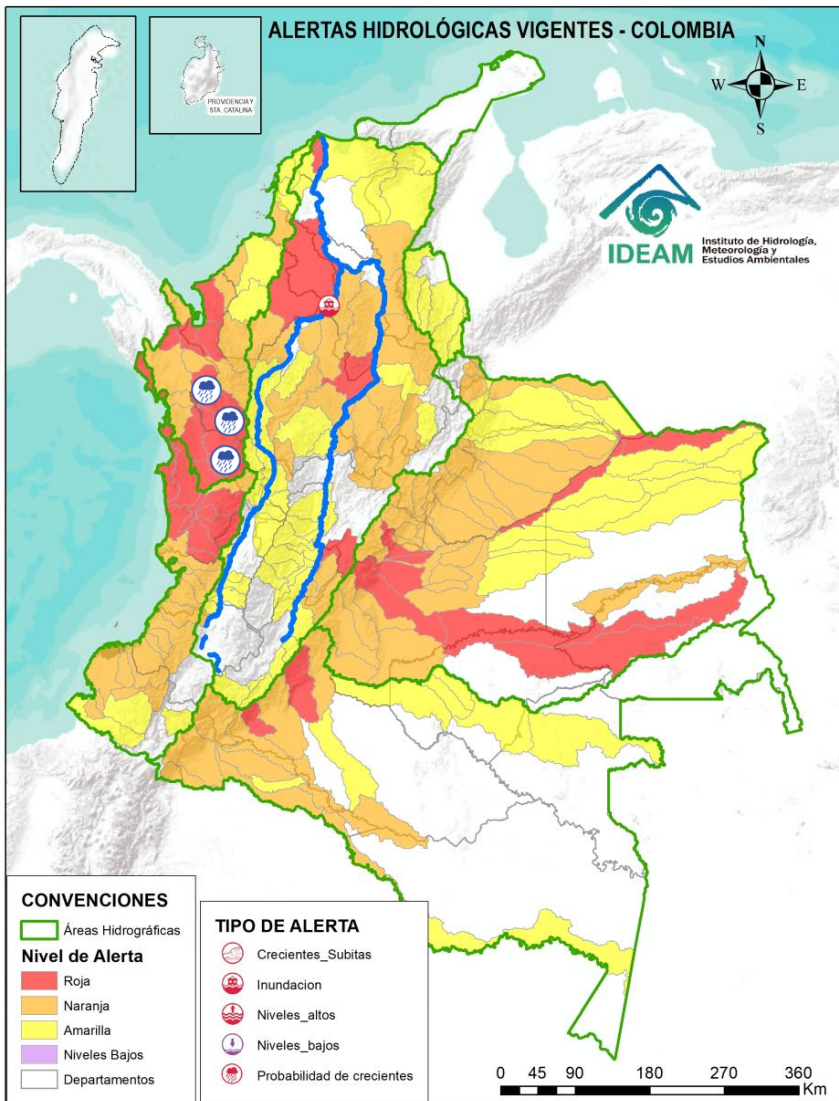 ALERTAS HIDROLÓGICAS VIGENTES - COLOMBIA
PROVIDENCIA Y
STA. CATALINA
N
W E
S
IDEAM
Instituto de Hidrología,
Meteorología y
Estudios Ambientales
CONVENCIONES
Áreas Hidrográficas
Nivel de Alerta
Roja
Naranja
Amarilla
Niveles Bajos
Departamentos
TIPO DE ALERTA
Crecientes_Subitas
Inundacion
Niveles_altos
Niveles_bajos
Probabilidad de crecientes
0 45 90 180 270 360
Km